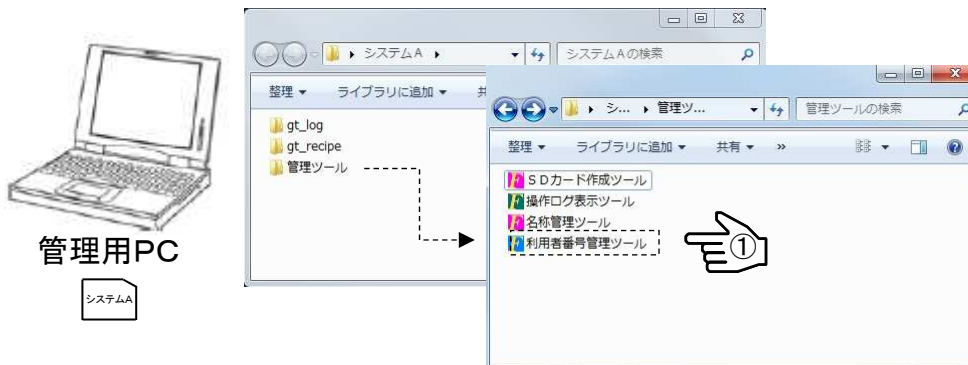 システムA
システムAの検索
整理
ライブラリに追加
共
gt_log
gt_recipe
管理ツール
シ...
管理ツ...
管理ツールの検索
整理
ライブラリに追加
共有
»
SDカード作成ツール
操作ログ表示ツール
名称管理ツール
利用者番号管理ツール
①
管理用PC
システムA